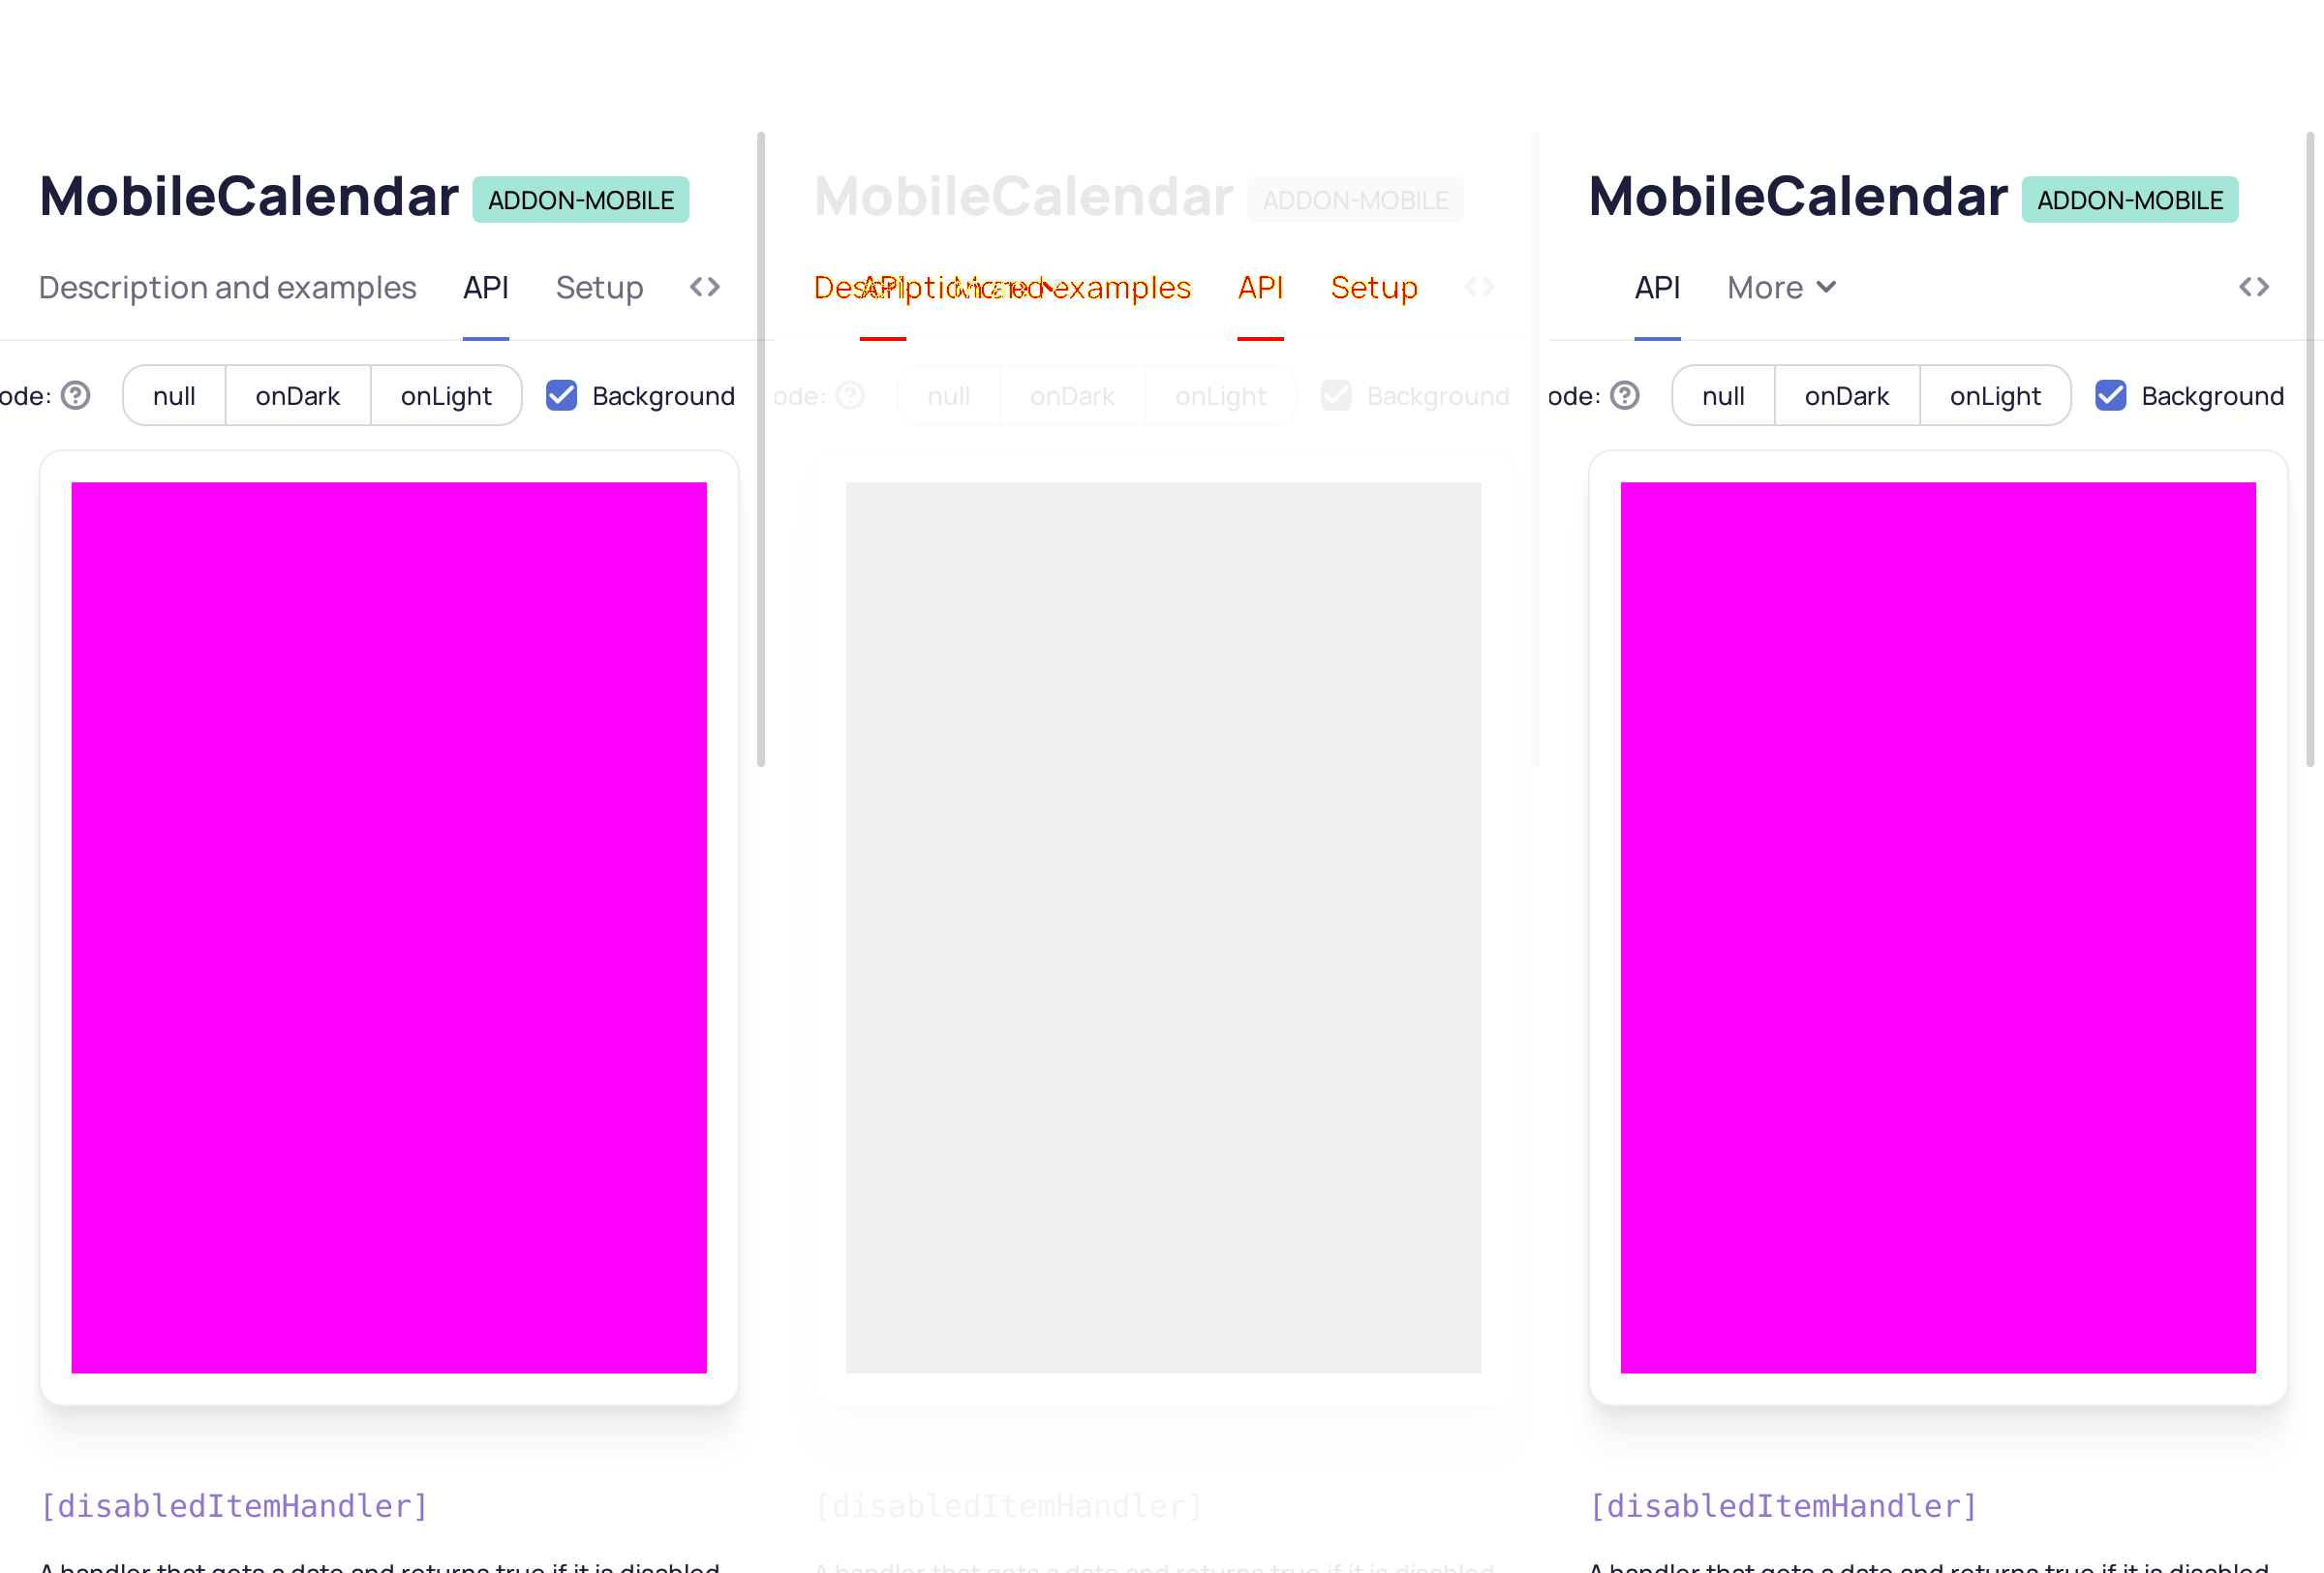 MobileCalendar ADDON-MOBILE
Description and examples API Setup
ode: null onDark onLight Background
[disabledItemHandler]
A handler that gets a date and returns true if it is disabled
MobileCalendar ADDON-MOBILE
Description and examples API Setup
API More
ode: null onDark onLight Background
[disabledItemHandler]
A handler that gets a date and returns true if it is disabled
MobileCalendar ADDON-MOBILE
API More
ode: null onDark onLight Background
[disabledItemHandler]
A handler that gets a date and returns true if it is disabled